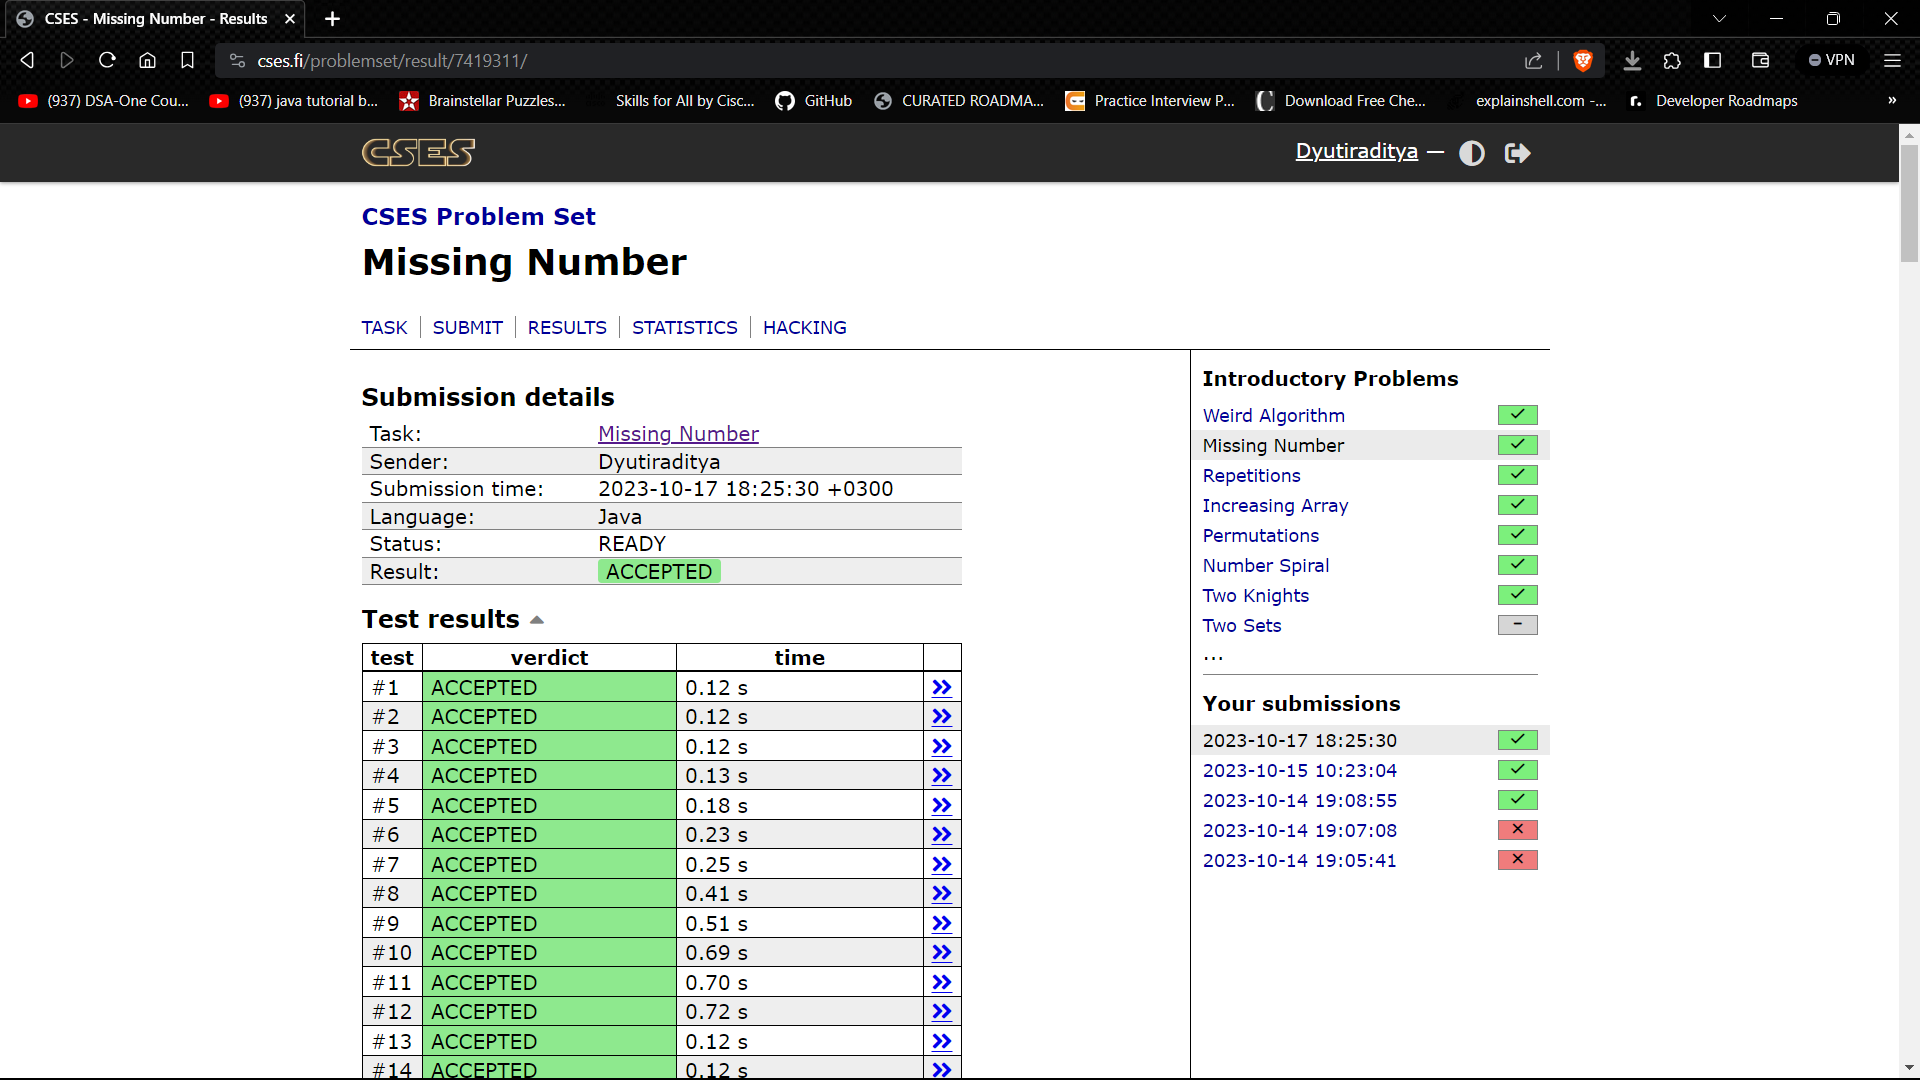 CSES - Missing Number - Results
cses.fi/problemset/result/7419311/
VPN
(937) DSA-One Cou...
(937) java tutorial b...
Brainstellar Puzzles...
Skills for All by Cisc...
GitHub
CURATED ROADMA...
Practice Interview P...
Download Free Che...
explainshell.com -...
Developer Roadmaps
»
CSES
Dyutiraditya —
CSES Problem Set
Missing Number
TASK
SUBMIT
RESULTS
STATISTICS
HACKING
Submission details
Task: Missing Number
Sender: Dyutiraditya
Submission time: 2023-10-17 18:25:30 +0300
Language: Java
Status: READY
Result: ACCEPTED
Test results
test verdict time
#1 ACCEPTED 0.12 s
#2 ACCEPTED 0.12 s
#3 ACCEPTED 0.12 s
#4 ACCEPTED 0.13 s
#5 ACCEPTED 0.18 s
#6 ACCEPTED 0.23 s
#7 ACCEPTED 0.25 s
#8 ACCEPTED 0.41 s
#9 ACCEPTED 0.51 s
#10 ACCEPTED 0.69 s
#11 ACCEPTED 0.70 s
#12 ACCEPTED 0.72 s
#13 ACCEPTED 0.12 s
#14 ACCEPTED 0.12 s
Introductory Problems
Weird Algorithm
Missing Number
Repetitions
Increasing Array
Permutations
Number Spiral
Two Knights
Two Sets –
...
Your submissions
2023-10-17 18:25:30
2023-10-15 10:23:04
2023-10-14 19:08:55
2023-10-14 19:07:08
2023-10-14 19:05:41